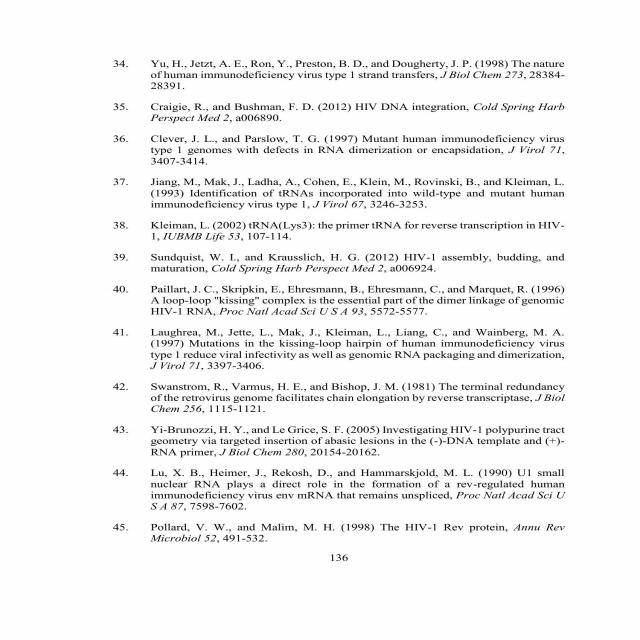 34. Yu, H., Jetzt, A. E., Ron, Y., Preston, B. D., and Dougherty, J. P. (1998) The nature
of human immunodeficiency virus type 1 strand transfers, J Biol Chem 273, 28384-
28391.
35. Craigie, R., and Bushman, F. D. (2012) HIV DNA integration, Cold Spring Harb
Perspect Med 2, a006890.
36. Clever, J. L., and Parslow, T. G. (1997) Mutant human immunodeficiency virus
type 1 genomes with defects in RNA dimerization or encapsidation, J Virol 71,
3407-3414.
37. Jiang, M., Mak, J., Ladha, A., Cohen, E., Klein, M., Rovinski, B., and Kleiman, L.
(1993) Identification of tRNAs incorporated into wild-type and mutant human
immunodeficiency virus type 1, J Virol 67, 3246-3253.
38. Kleiman, L. (2002) tRNA(Lys3): the primer tRNA for reverse transcription in HIV-
1, IUBMB Life 53, 107-114.
39. Sundquist, W. I., and Krausslich, H. G. (2012) HIV-1 assembly, budding, and
maturation, Cold Spring Harb Perspect Med 2, a006924.
40. Paillart, J. C., Skripkin, E., Ehresmann, B., Ehresmann, C., and Marquet, R. (1996)
A loop-loop "kissing" complex is the essential part of the dimer linkage of genomic
HIV-1 RNA, Proc Natl Acad Sci U S A 93, 5572-5577.
41. Laughrea, M., Jette, L., Mak, J., Kleiman, L., Liang, C., and Wainberg, M. A.
(1997) Mutations in the kissing-loop hairpin of human immunodeficiency virus
type 1 reduce viral infectivity as well as genomic RNA packaging and dimerization,
J Virol 71, 3397-3406.
42. Swanstrom, R., Varmus, H. E., and Bishop, J. M. (1981) The terminal redundancy
of the retrovirus genome facilitates chain elongation by reverse transcriptase, J Biol
Chem 256, 1115-1121.
43. Yi-Brunozzi, H. Y., and Le Grice, S. F. (2005) Investigating HIV-1 polypurine tract
geometry via targeted insertion of abasic lesions in the (-)-DNA template and (+)-
RNA primer, J Biol Chem 280, 20154-20162.
44. Lu, X. B., Heimer, J., Rekosh, D., and Hammarskjold, M. L. (1990) U1 small
nuclear RNA plays a direct role in the formation of a rev-regulated human
immunodeficiency virus env mRNA that remains unspliced, Proc Natl Acad Sci U
S A 87, 7598-7602.
45. Pollard, V. W., and Malim, M. H. (1998) The HIV-1 Rev protein, Annu Rev
Microbiol 52, 491-532.
136